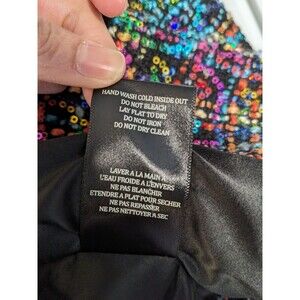 HAND WASH COLD INSIDE OUT
DO NOT BLEACH
LAY FLAT TO DRY
DO NOT IRON
DO NOT DRY CLEAN
LAVER A LA MAIN A
L'EAU FROIDE A L'ENVERS
NE PAS BLANCHIR
ETENDRE A PLAT POUR SECHER
NE PAS REPASSER
NE PAS NETTOYER A SEC